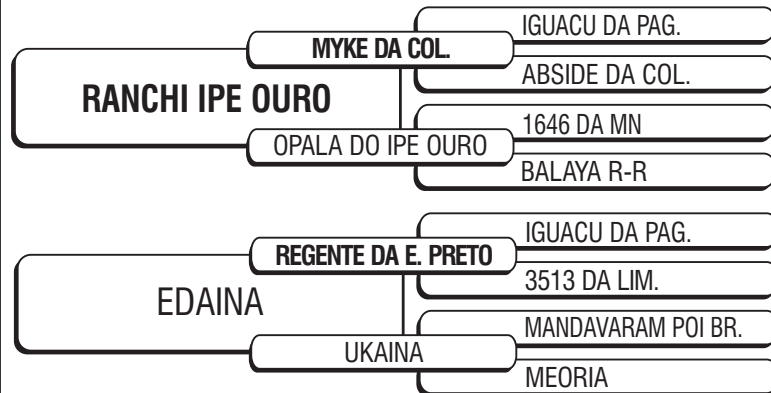 IGUACU DA PAG.
MYKE DA COL.
ABSIDE DA COL.
RANCHI IPE OURO
1646 DA MN
OPALA DO IPE OURO
BALAYA R-R
IGUACU DA PAG.
REGENTE DA E. PRETO
3513 DA LIM.
EDAINA
MANDAVARAM POI BR.
UKAINA
MEORIA